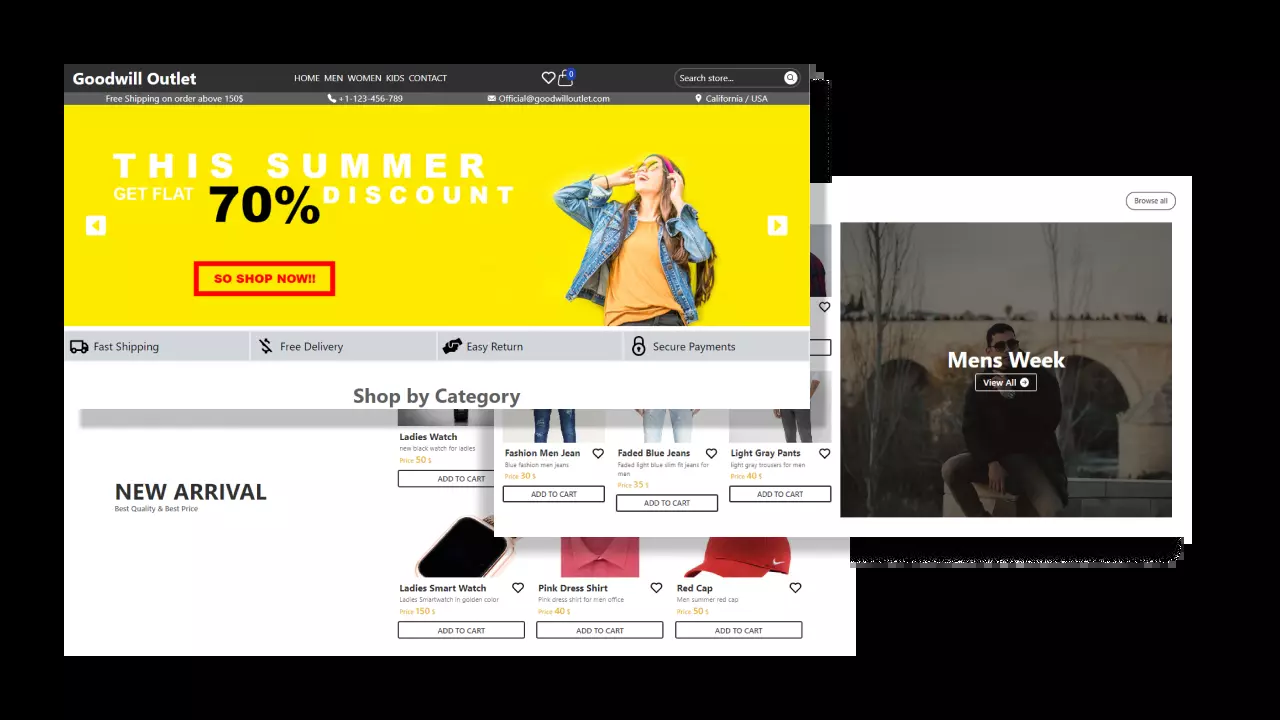 Goodwill Outlet
HOME MEN WOMEN KIDS CONTACT
0
Search store...
Free Shipping on order above 150$
+1-123-456-789
Official@goodwilloutlet.com
California / USA
THIS SUMMER
GET FLAT 70% DISCOUNT
SO SHOP NOW!!
Fast Shipping
Free Delivery
Easy Return
Secure Payments
Shop by Category
Browse all
Mens Week
View All
Ladies Watch
new black watch for ladies
Price 50 $
ADD TO CART
Fashion Men Jean
Blue fashion men jeans
Price 30 $
ADD TO CART
Faded Blue Jeans
Faded light blue slim fit jeans for
men
Price 35 $
ADD TO CART
Light Gray Pants
light gray trousers for men
Price 40 $
ADD TO CART
NEW ARRIVAL
Best Quality & Best Price
Ladies Smart Watch
Ladies Smartwatch in golden color
Price 150 $
ADD TO CART
Pink Dress Shirt
Pink dress shirt for men office
Price 40 $
ADD TO CART
Red Cap
Men summer red cap
Price 50 $
ADD TO CART